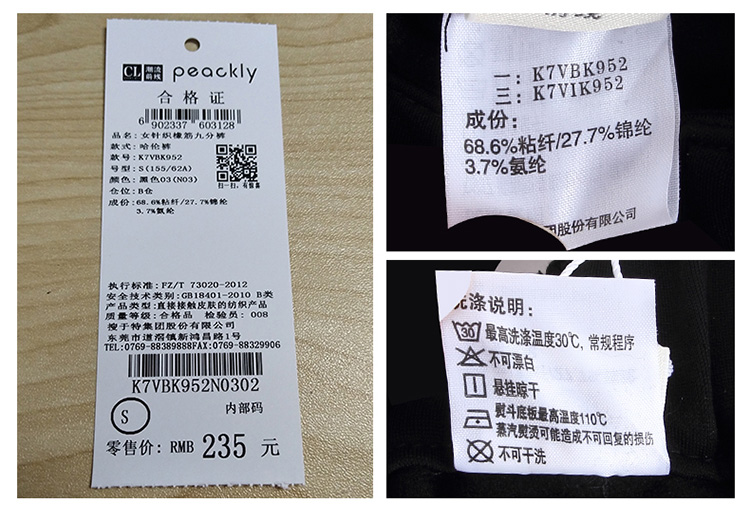 CL 潮流前线 peackly
合格证
6 902337 603128
品名：女针织橡筋九分裤
款式：哈伦裤
款号：K7VBK952
号型：S(155/62A)
颜色：黑色03(N03)
扫一扫，有惊喜
仓位：B仓
成份：68.6%粘纤/27.7%锦纶
3.7%氨纶
执行标准：FZ/T 73020-2012
安全技术类别：GB18401-2010 B类
产品类型：直接接触皮肤的纺织产品
质量等级：合格品 检验员：008
搜于特集团股份有限公司
东莞市道滘镇新鸿昌路1号
TEL:0769-88389888FAX:0769-88329906
K7VBK952N0302
S
内部码
零售价：RMB 235 元
一：K7VBK952
三：K7VIK952
成份：
68.6%粘纤/27.7%锦纶
3.7%氨纶
团股份有限公司
洗涤说明：
30 最高洗涤温度30℃，常规程序
不可漂白
悬挂晾干
熨斗底板最高温度110℃
蒸汽熨烫可能造成不可回复的损伤
不可干洗